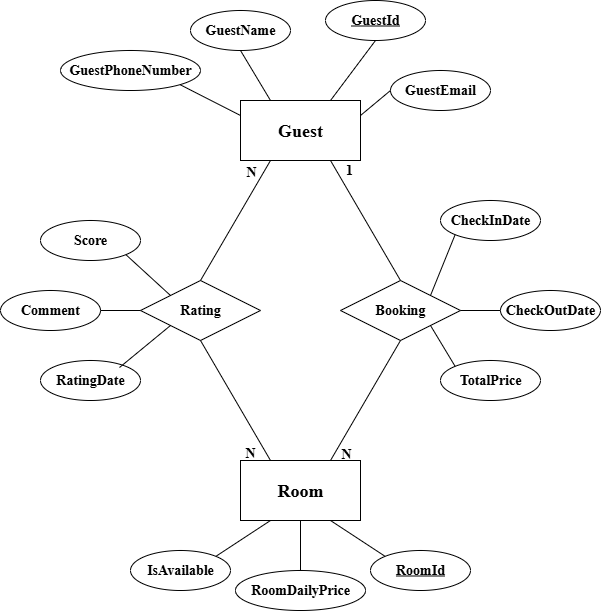 GuestName
GuestId
GuestPhoneNumber
GuestEmail
Guest
N
1
Score
CheckInDate
Comment
Rating
Booking
CheckOutDate
RatingDate
TotalPrice
N
N
Room
IsAvailable
RoomDailyPrice
RoomId